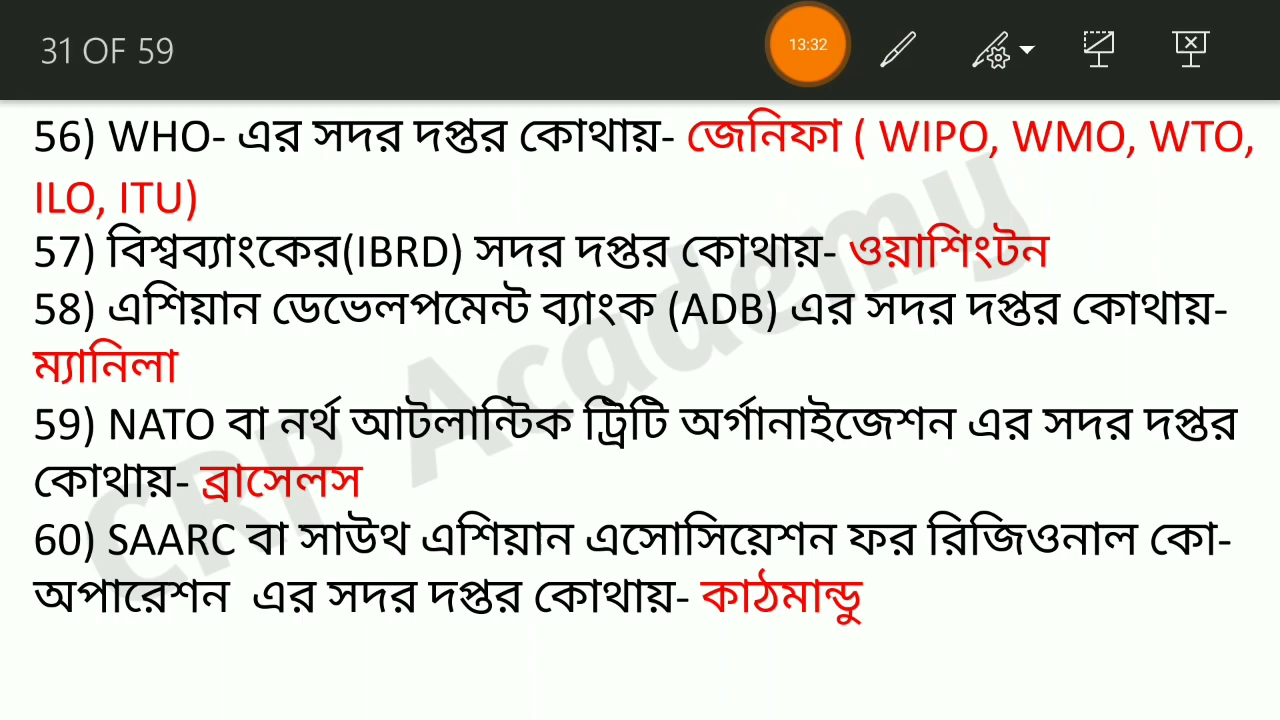 31 OF 59
13:32
56) WHO- এর সদর দপ্তর কোথায়- জেনিফা ( WIPO, WMO, WTO,
ILO, ITU)
57) বিশ্বব্যাংকের(IBRD) সদর দপ্তর কোথায়- ওয়াশিংটন
58) এশিয়ান ডেভেলপমেন্ট ব্যাংক (ADB) এর সদর দপ্তর কোথায়-
ম্যানিলা
59) NATO বা নর্থ আটলান্টিক ট্রিটি অর্গানাইজেশন এর সদর দপ্তর
কোথায়- ব্রাসেলস
60) SAARC বা সাউথ এশিয়ান এসোসিয়েশন ফর রিজিওনাল কো-
অপারেশন এর সদর দপ্তর কোথায়- কাঠমান্ডু
CRP Academy